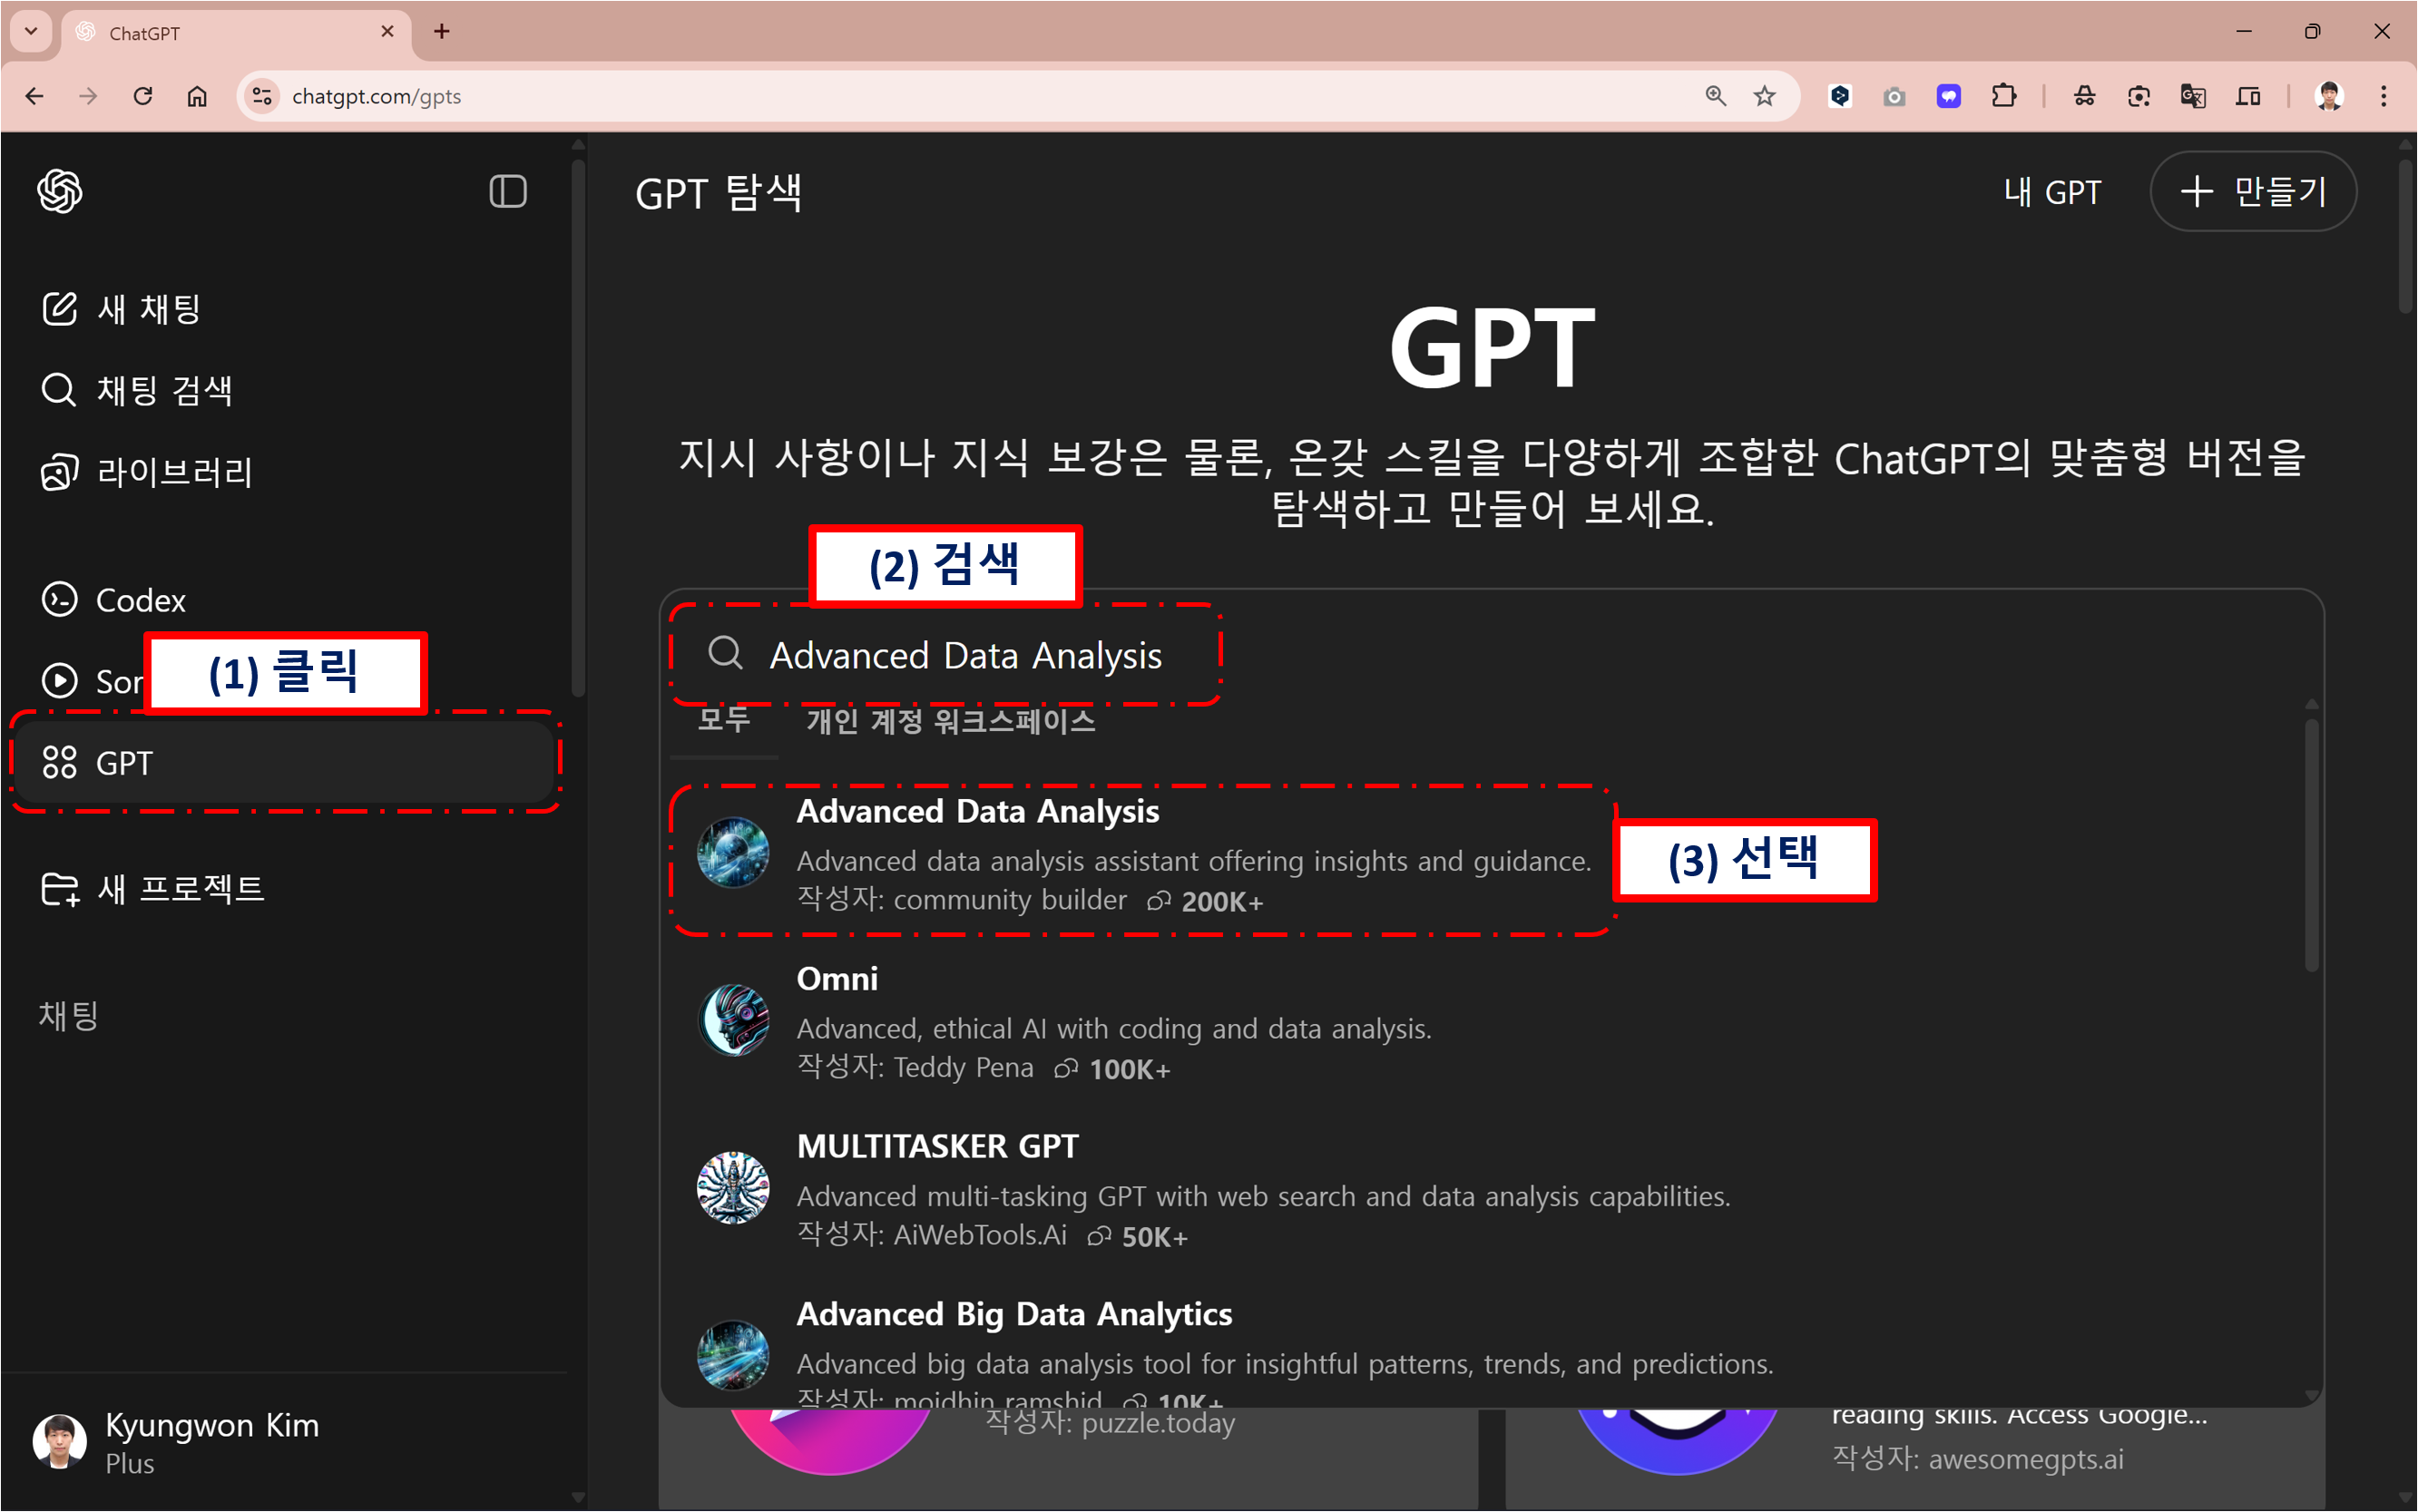 ChatGPT
chatgpt.com/gpts
새 채팅
채팅 검색
라이브러리
Codex
Sor
(1) 클릭
GPT
새 프로젝트
채팅
Kyungwon Kim
Plus
GPT 탐색
내 GPT
만들기
GPT
지시 사항이나 지식 보강은 물론, 온갖 스킬을 다양하게 조합한 ChatGPT의 맞춤형 버전을
탐색하고 만들어 보세요.
(2) 검색
Advanced Data Analysis
모두 개인 계정 워크스페이스
Advanced Data Analysis
Advanced data analysis assistant offering insights and guidance.
작성자: community builder 200K+
(3) 선택
Omni
Advanced, ethical AI with coding and data analysis.
작성자: Teddy Pena 100K+
MULTITASKER GPT
Advanced multi-tasking GPT with web search and data analysis capabilities.
작성자: AiWebTools.Ai 50K+
Advanced Big Data Analytics
Advanced big data analysis tool for insightful patterns, trends, and predictions.
작성자: moidhin ramshid 10K+
작성자: puzzle.today
reading skills. Access Google...
작성자: awesomegpts.ai